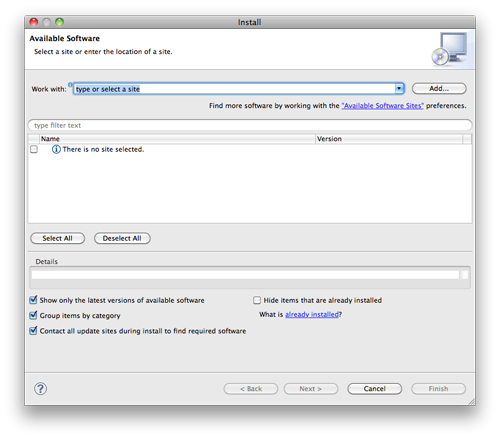 Install
Available Software
Select a site or enter the location of a site.
Work with: type or select a site Add...
Find more software by working with the "Available Software Sites" preferences.
type filter text
Name Version
There is no site selected.
Select All Deselect All
Details
Show only the latest versions of available software Hide items that are already installed
Group items by category What is already installed?
Contact all update sites during install to find required software
? < Back Next > Cancel Finish